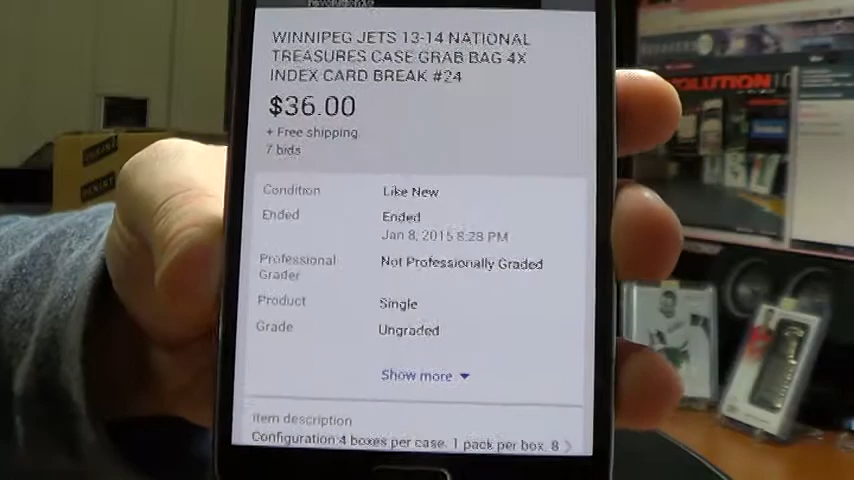 WINNIPEG JETS 13-14 NATIONAL
TREASURES CASE GRAB BAG 4X
INDEX CARD BREAK #24
$36.00
+ Free shipping
7 bids
Condition Like New
Ended Ended
Jan 8, 2015 8:28 PM
Professional Grader Not Professionally Graded
Product Single
Grade Ungraded
Show more
Item description
Configuration 4 boxes per case. 1 pack per box, 8